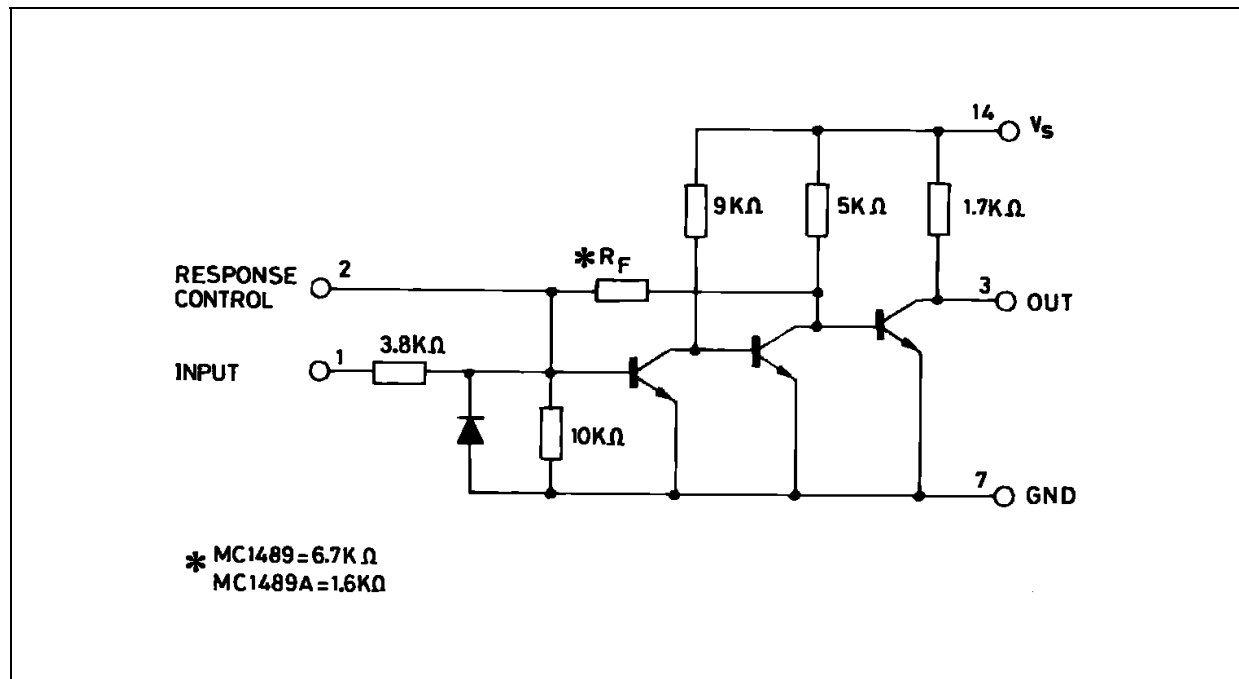 14
Vs
9KΩ
5KΩ
1.7KΩ
*RF
RESPONSE
CONTROL
2
3
OUT
3.8KΩ
INPUT
1
10KΩ
7
GND
* MC1489=6.7KΩ
MC1489A=1.6KΩ